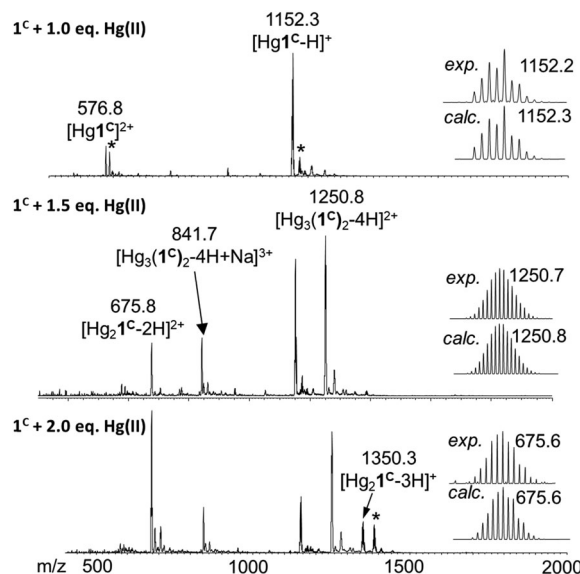 1ᶜ + 1.0 eq. Hg(II)
1152.3
[Hg1ᶜ-H]⁺
576.8
[Hg1ᶜ]²⁺
*
*
exp.
1152.2
calc.
1152.3
1ᶜ + 1.5 eq. Hg(II)
1250.8
[Hg₃(1ᶜ)₂-4H]²⁺
841.7
[Hg₃(1ᶜ)₂-4H+Na]³⁺
675.8
[Hg₂1ᶜ-2H]²⁺
exp.
1250.7
calc.
1250.8
1ᶜ + 2.0 eq. Hg(II)
1350.3
[Hg₂1ᶜ-3H]⁺
*
exp.
675.6
calc.
675.6
m/z 500 1000 1500 2000